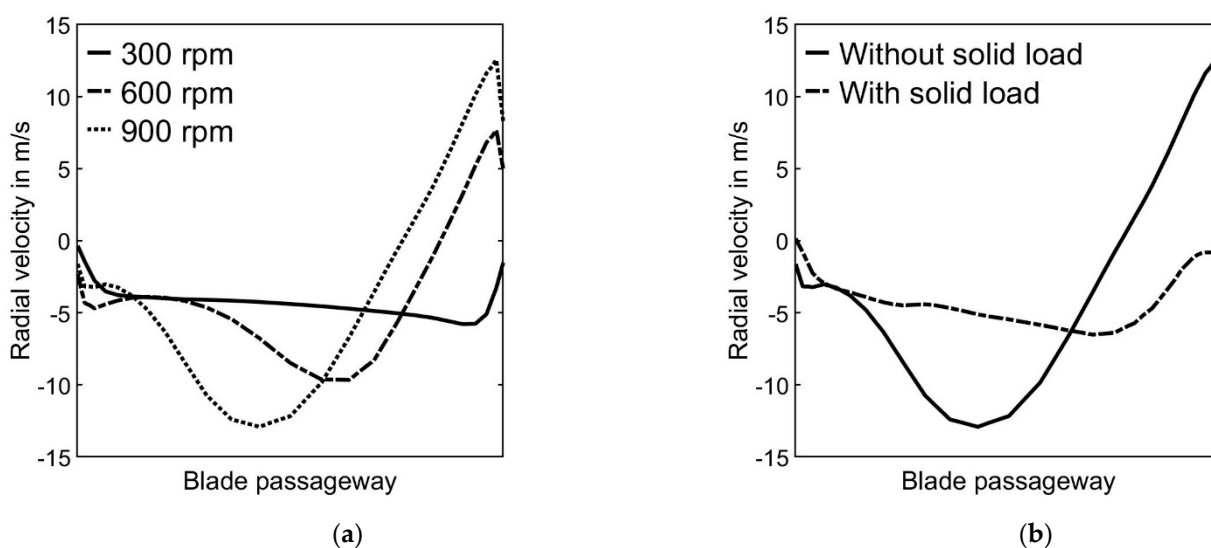 15
10
5
0
-5
-10
-15
Radial velocity in m/s
300 rpm
600 rpm
900 rpm
Blade passageway
(a)
15
10
5
0
-5
-10
-15
Radial velocity in m/s
Without solid load
With solid load
Blade passageway
(b)